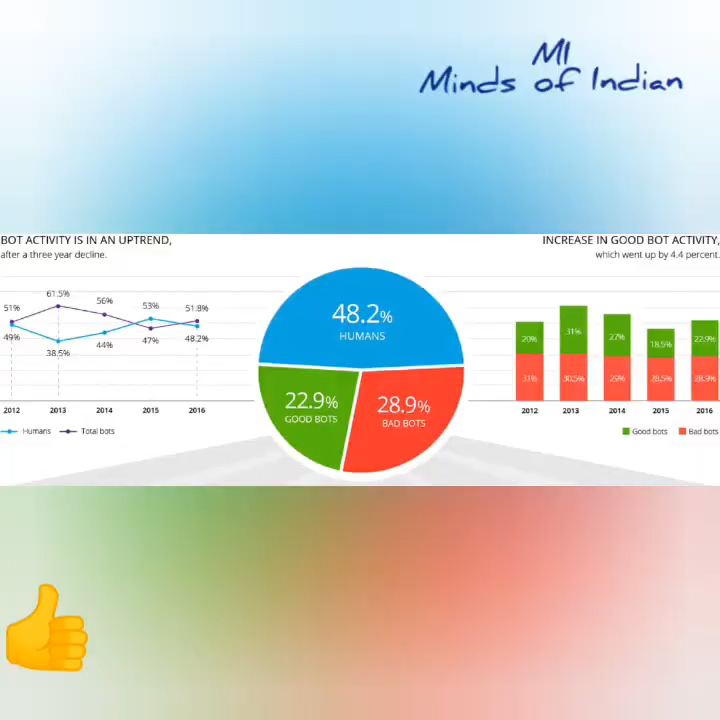 MI
Minds of Indian
BOT ACTIVITY IS IN AN UPTREND,
after a three year decline.
61.5%
51%
56%
53%
51.8%
49%
38.5%
44%
47%
48.2%
2012 2013 2014 2015 2016
Humans Total bots
48.2%
HUMANS
22.9%
GOOD BOTS
28.9%
BAD BOTS
INCREASE IN GOOD BOT ACTIVITY,
which went up by 4.4 percent.
20% 31% 27% 18.5% 22.9%
31% 30.5% 29% 28.5% 28.9%
2012 2013 2014 2015 2016
Good bots Bad bots